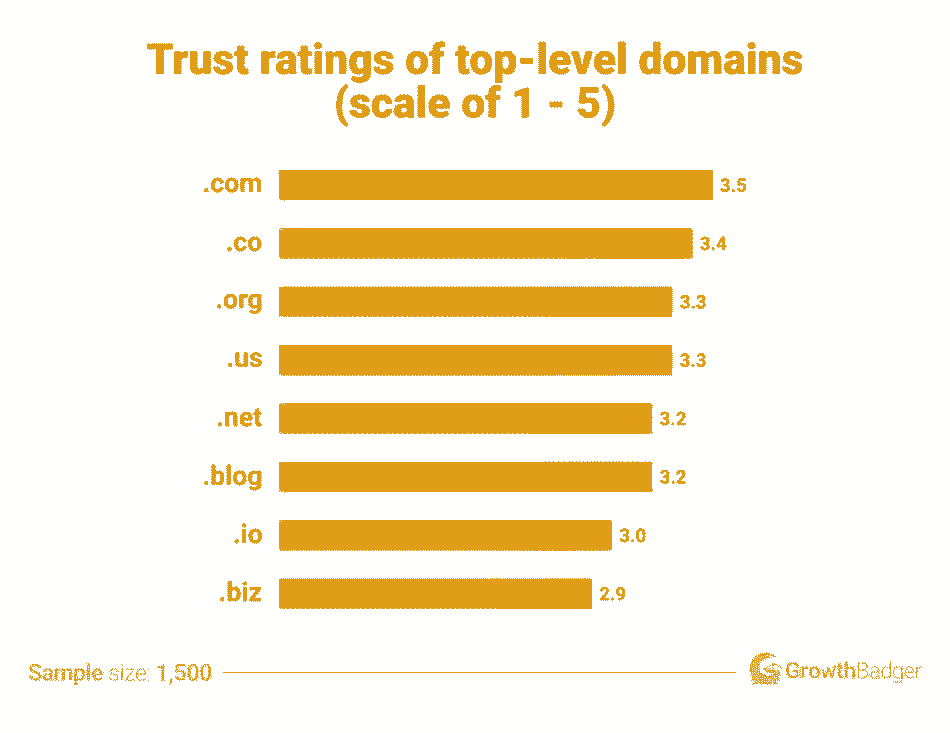 Trust ratings of top-level domains
(scale of 1 - 5)
.com 3.5
.co 3.4
.org 3.3
.us 3.3
.net 3.2
.blog 3.2
.io 3.0
.biz 2.9
Sample size: 1,500 GrowthBadger